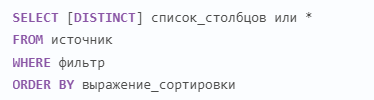 SELECT [DISTINCT] список_столбцов или *
FROM источник
WHERE фильтр
ORDER BY выражение_сортировки